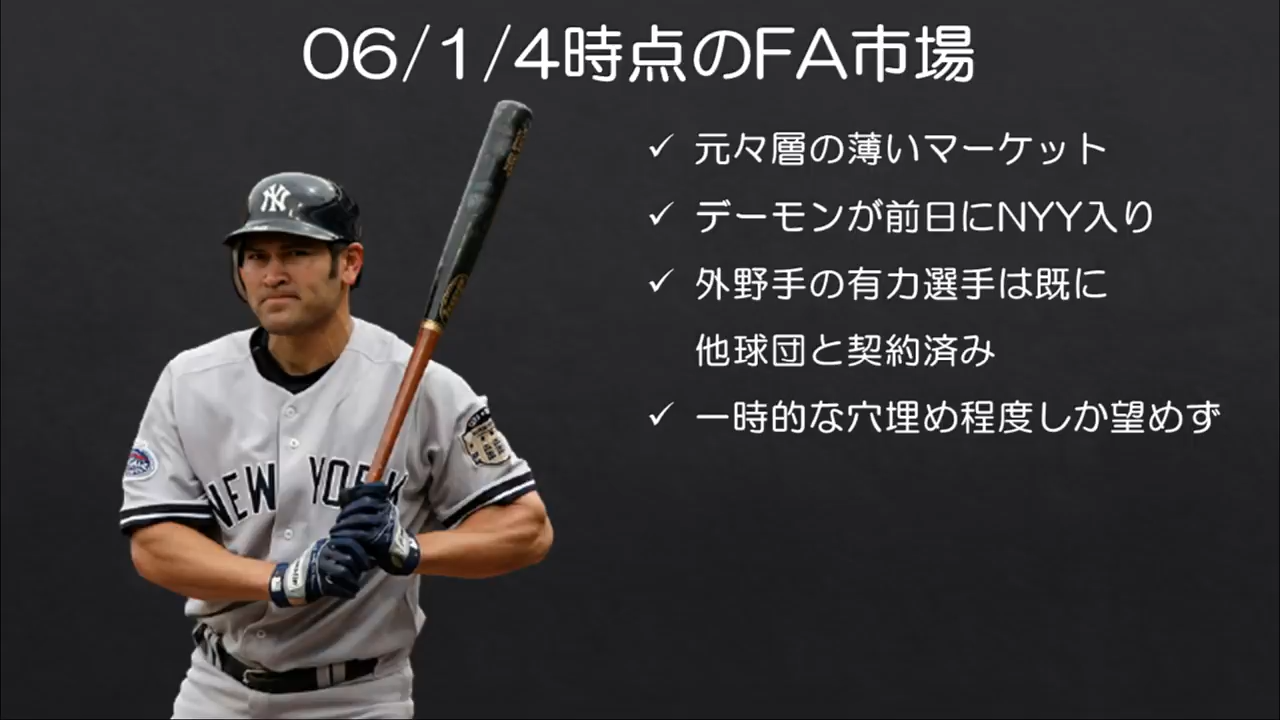 06/1/4時点のFA市場
✓ 元々層の薄いマーケット
✓ デーモンが前日にNYY入り
✓ 外野手の有力選手は既に
他球団と契約済み
✓ 一時的な穴埋め程度しか望めず
NY
NEW YORK